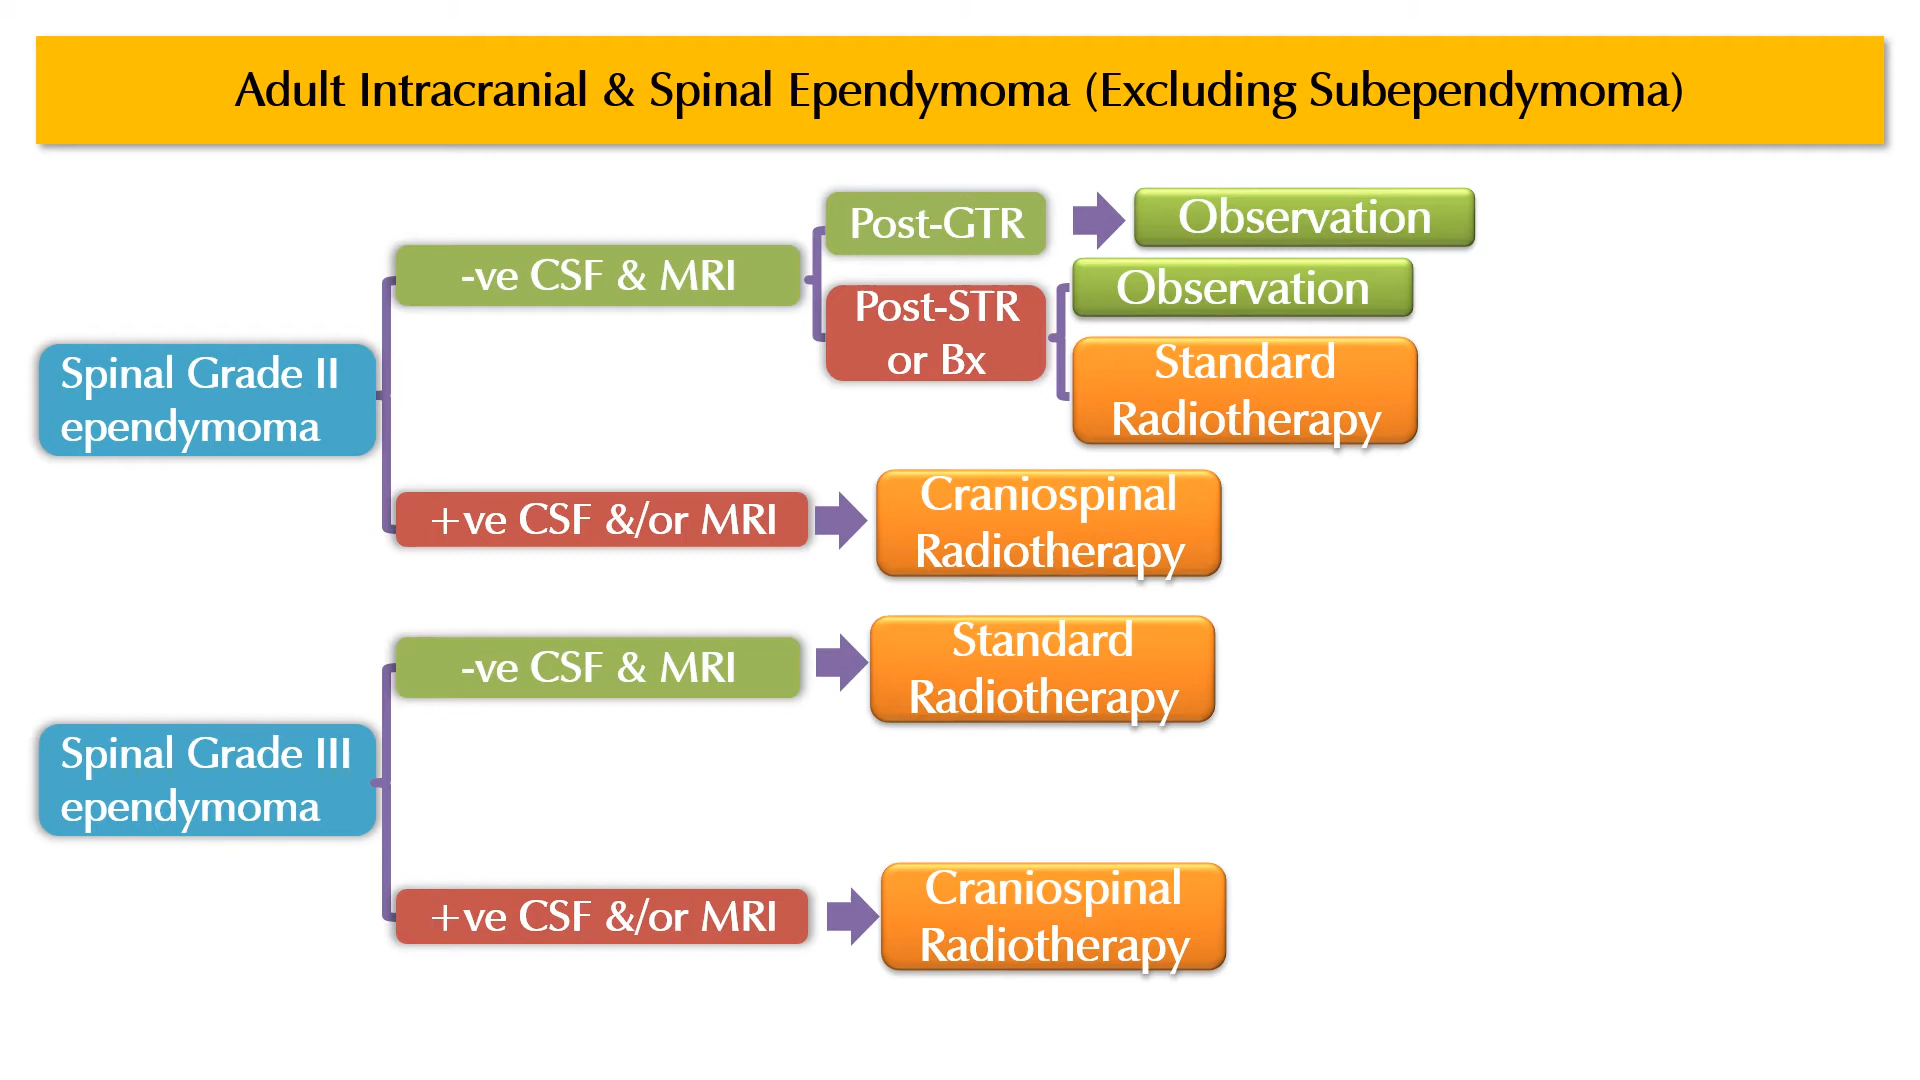 Adult Intracranial & Spinal Ependymoma (Excluding Subependymoma)
Spinal Grade II
ependymoma
-ve CSF & MRI
Post-GTR
Observation
Post-STR
or Bx
Observation
Standard
Radiotherapy
+ve CSF &/or MRI
Craniospinal
Radiotherapy
Spinal Grade III
ependymoma
-ve CSF & MRI
Standard
Radiotherapy
+ve CSF &/or MRI
Craniospinal
Radiotherapy